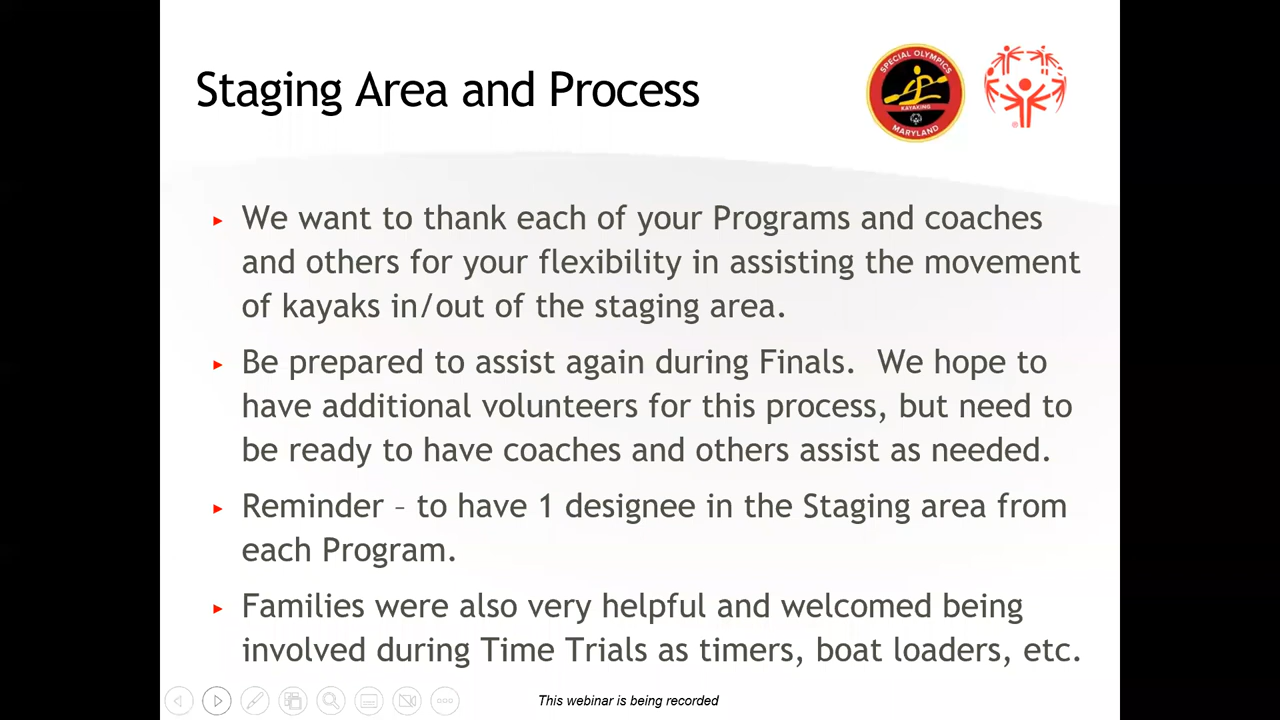 Staging Area and Process
SPECIAL OLYMPICS
KAYAKING
MARYLAND
We want to thank each of your Programs and coaches
and others for your flexibility in assisting the movement
of kayaks in/out of the staging area.
Be prepared to assist again during Finals.  We hope to
have additional volunteers for this process, but need to
be ready to have coaches and others assist as needed.
Reminder – to have 1 designee in the Staging area from
each Program.
Families were also very helpful and welcomed being
involved during Time Trials as timers, boat loaders, etc.
This webinar is being recorded